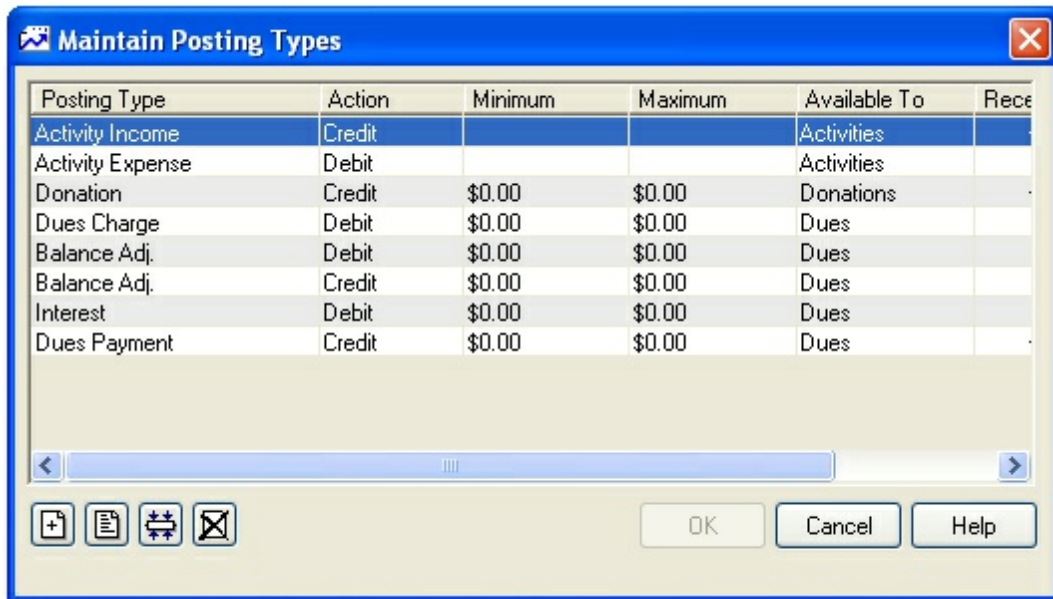 Maintain Posting Types
Posting Type Action Minimum Maximum Available To Rece
Activity Income Credit Activities
Activity Expense Debit Activities
Donation Credit $0.00 $0.00 Donations
Dues Charge Debit $0.00 $0.00 Dues
Balance Adj. Debit $0.00 $0.00 Dues
Balance Adj. Credit $0.00 $0.00 Dues
Interest Debit $0.00 $0.00 Dues
Dues Payment Credit $0.00 $0.00 Dues
OK Cancel Help